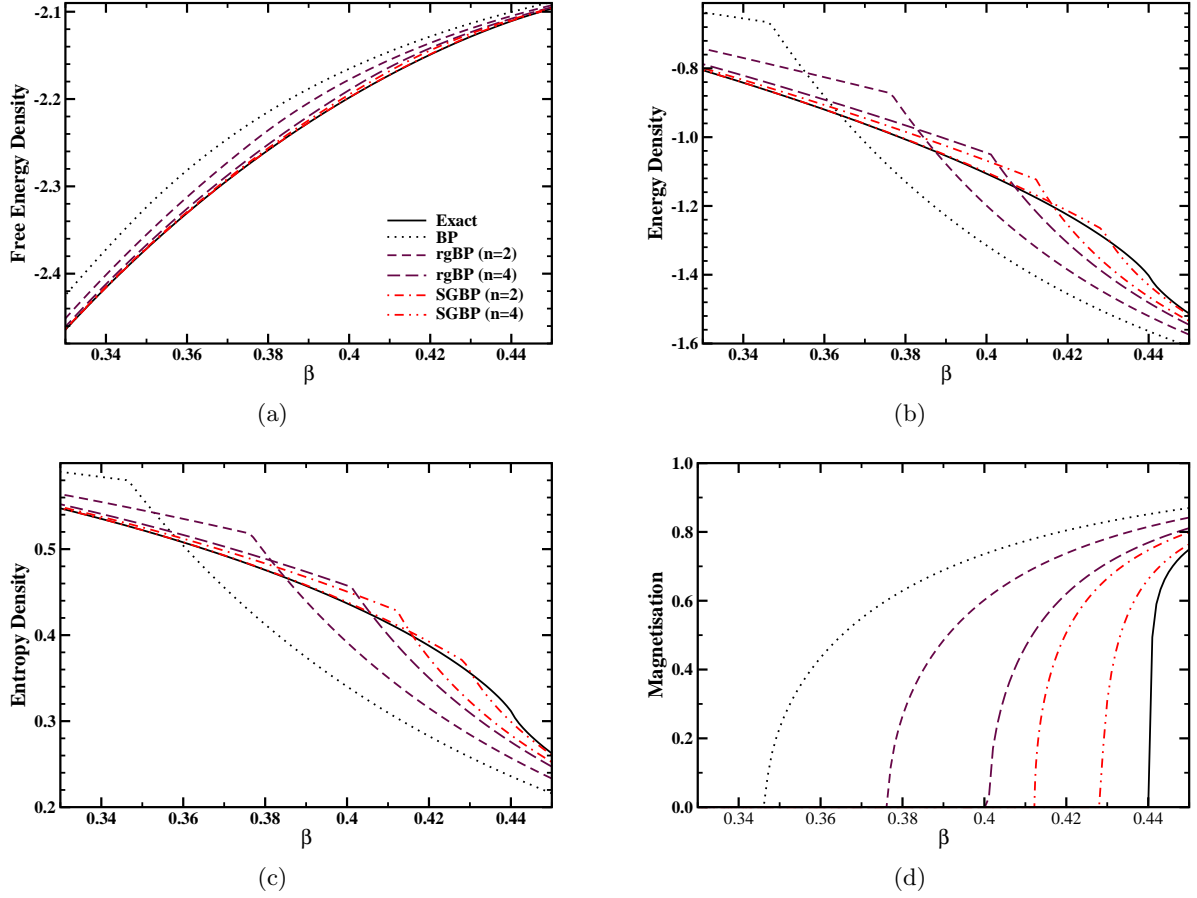 -2.1
-2.2
-2.3
-2.4
Free Energy Density
Exact
BP
rgBP (n=2)
rgBP (n=4)
SGBP (n=2)
SGBP (n=4)
0.34 0.36 0.38 0.4 0.42 0.44
β
(a)
-0.8
-1.0
-1.2
-1.4
-1.6
Energy Density
0.34 0.36 0.38 0.4 0.42 0.44
β
(b)
0.5
0.4
0.3
0.2
Entropy Density
0.34 0.36 0.38 0.4 0.42 0.44
β
(c)
1.0
0.8
0.6
0.4
0.2
0.0
Magnetisation
0.34 0.36 0.38 0.4 0.42 0.44
β
(d)